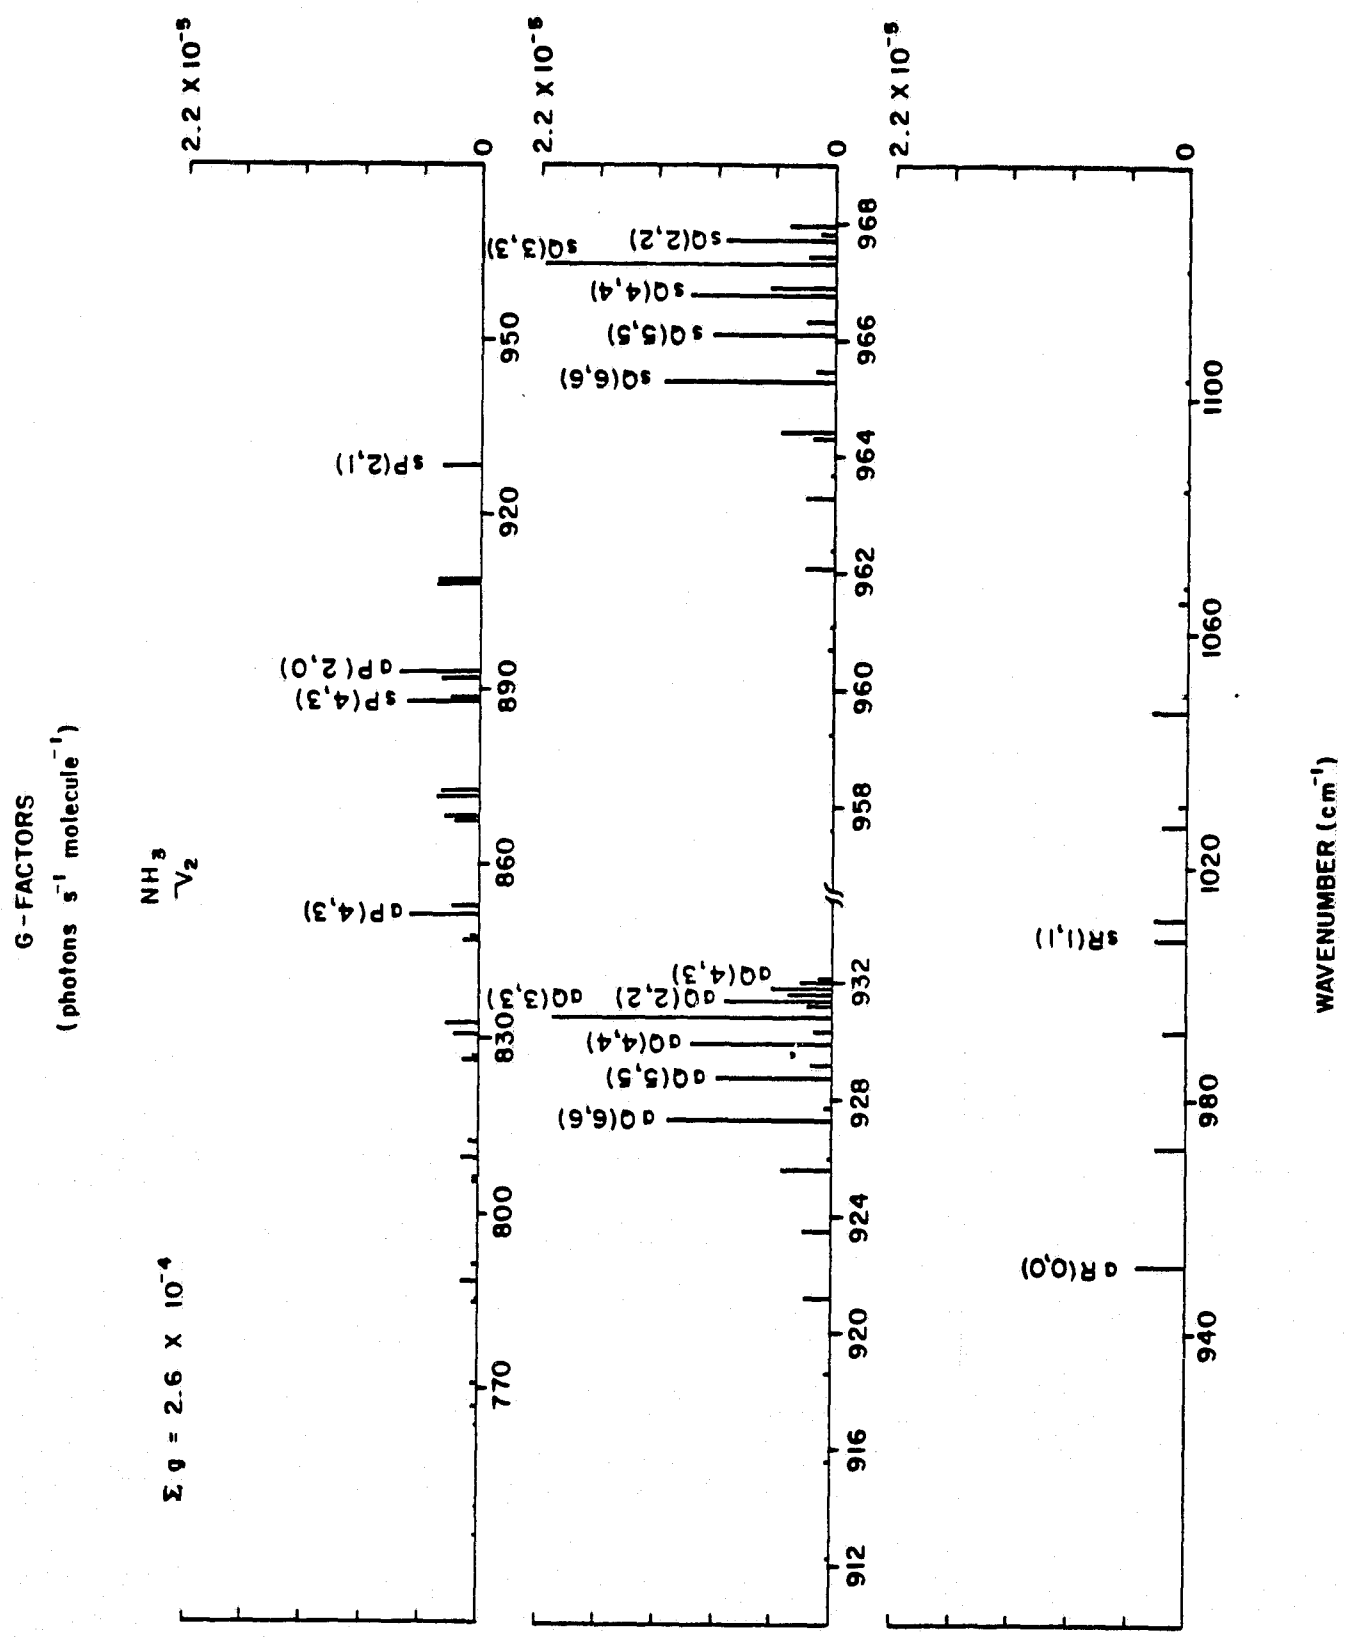 G-FACTORS
(photons s⁻¹ molecule⁻¹)
NH₃
ν₂
Σ g = 2.6 X 10⁻⁴
2.2 X 10⁻⁵
0
aP(4,3)
sP(4,3)
aP(2,0)
sP(2,1)
770
800
830
860
890
920
950
2.2 X 10⁻⁵
0
aQ(6,6)
aQ(5,5)
aQ(4,4)
aQ(3,3)
aQ(2,2)
aQ(4,3)
sQ(6,6)
sQ(5,5)
sQ(4,4)
sQ(3,3)
sQ(2,2)
912
916
920
924
928
932
958
960
962
964
966
968
2.2 X 10⁻⁵
0
aR(0,0)
sR(1,1)
940
980
1020
1060
1100
WAVENUMBER (cm⁻¹)